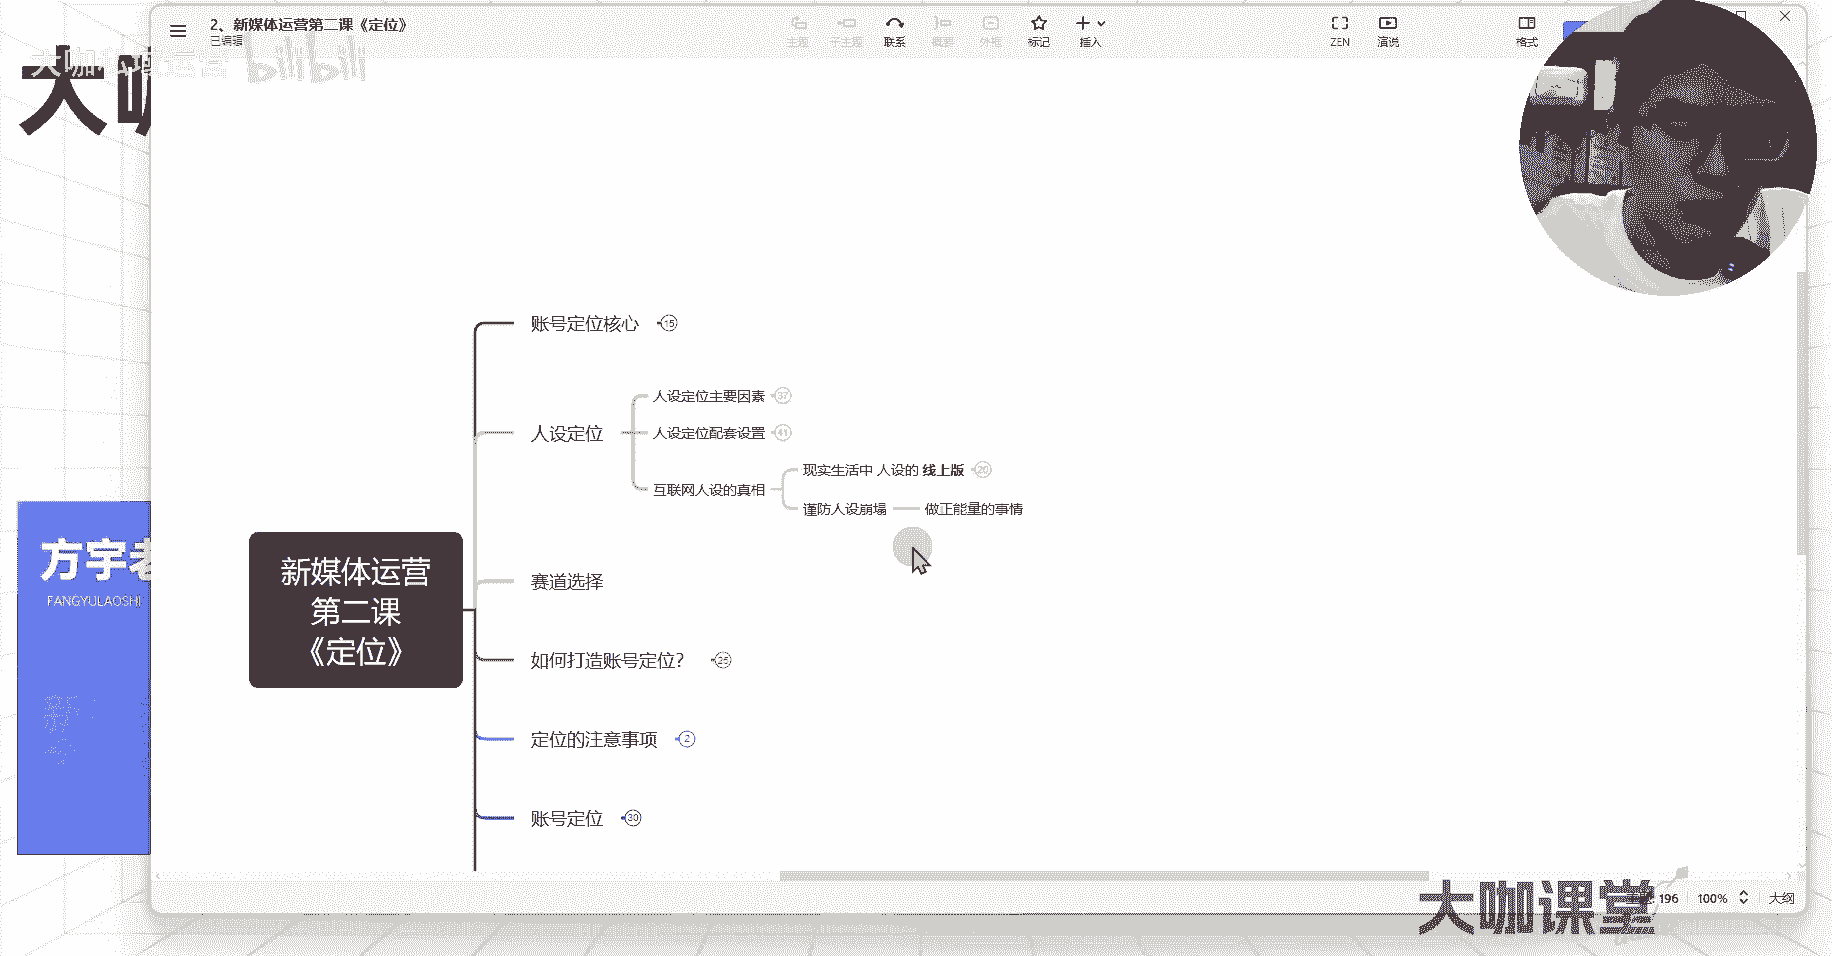 2、新媒体运营第二课《定位》
已编辑
主题
子主题
联系
概要
外框
标记
插入
ZEN
演说
格式
大咖私域运营
bilibili
大咖
账号定位核心 15
人设定位
人设定位主要因素 37
人设定位配套设置 41
互联网人设的真相
现实生活中 人设的 线上版 20
谨防人设崩塌
做正能量的事情
新媒体运营
第二课
《定位》
赛道选择
如何打造账号定位? 25
定位的注意事项 2
账号定位 30
方宇老
FANGYULAOSHI
196
100%
大纲
大咖课堂